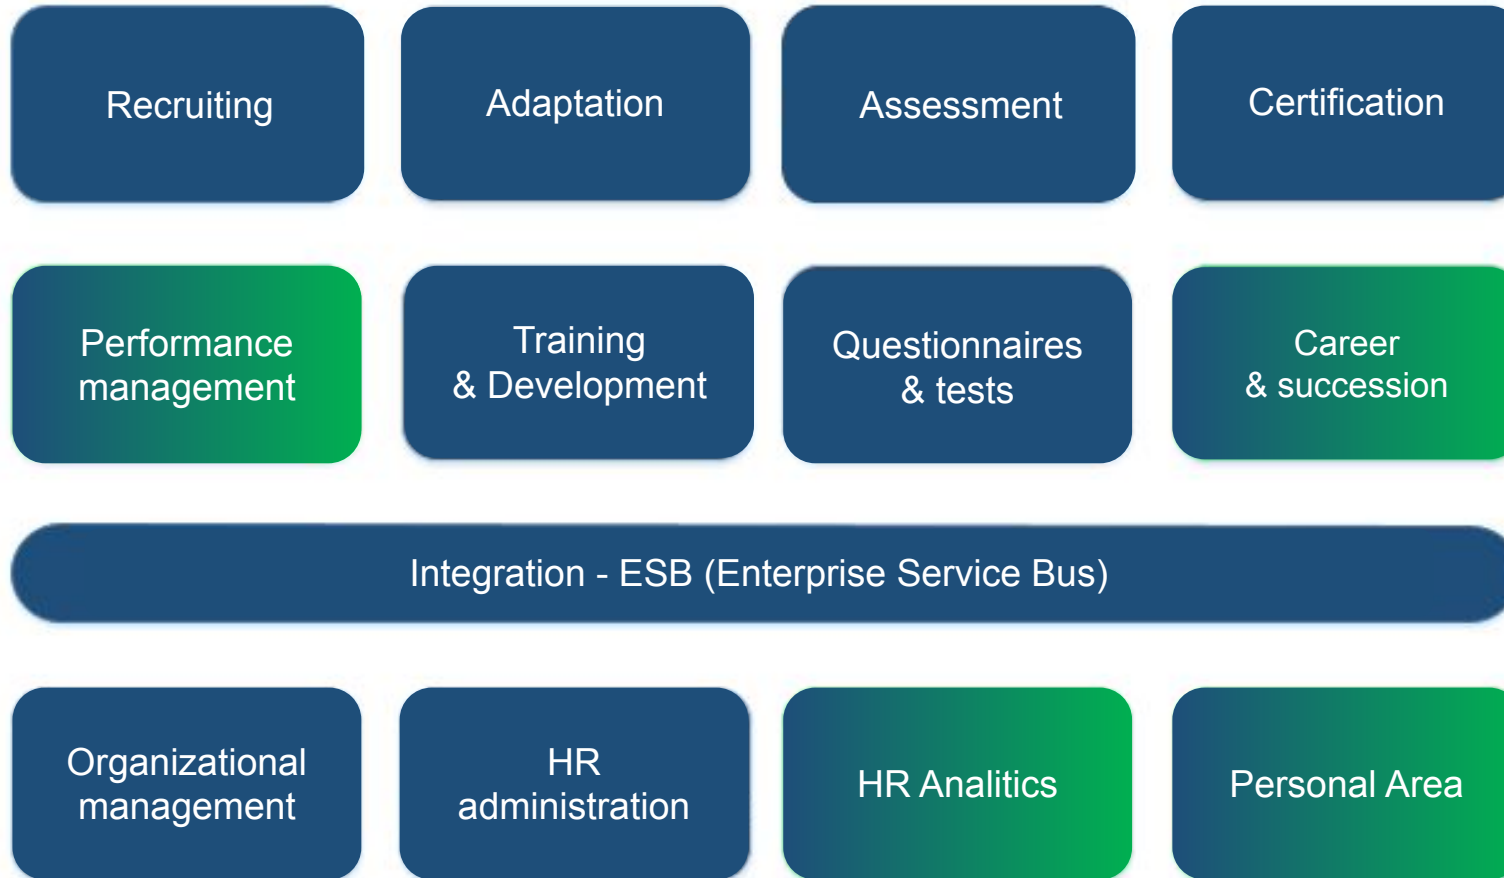 Recruiting
Adaptation
Assessment
Certification
Performance
management
Training
& Development
Questionnaires
& tests
Career
& succession
Integration - ESB (Enterprise Service Bus)
Organizational
management
HR
administration
HR Analitics
Personal Area